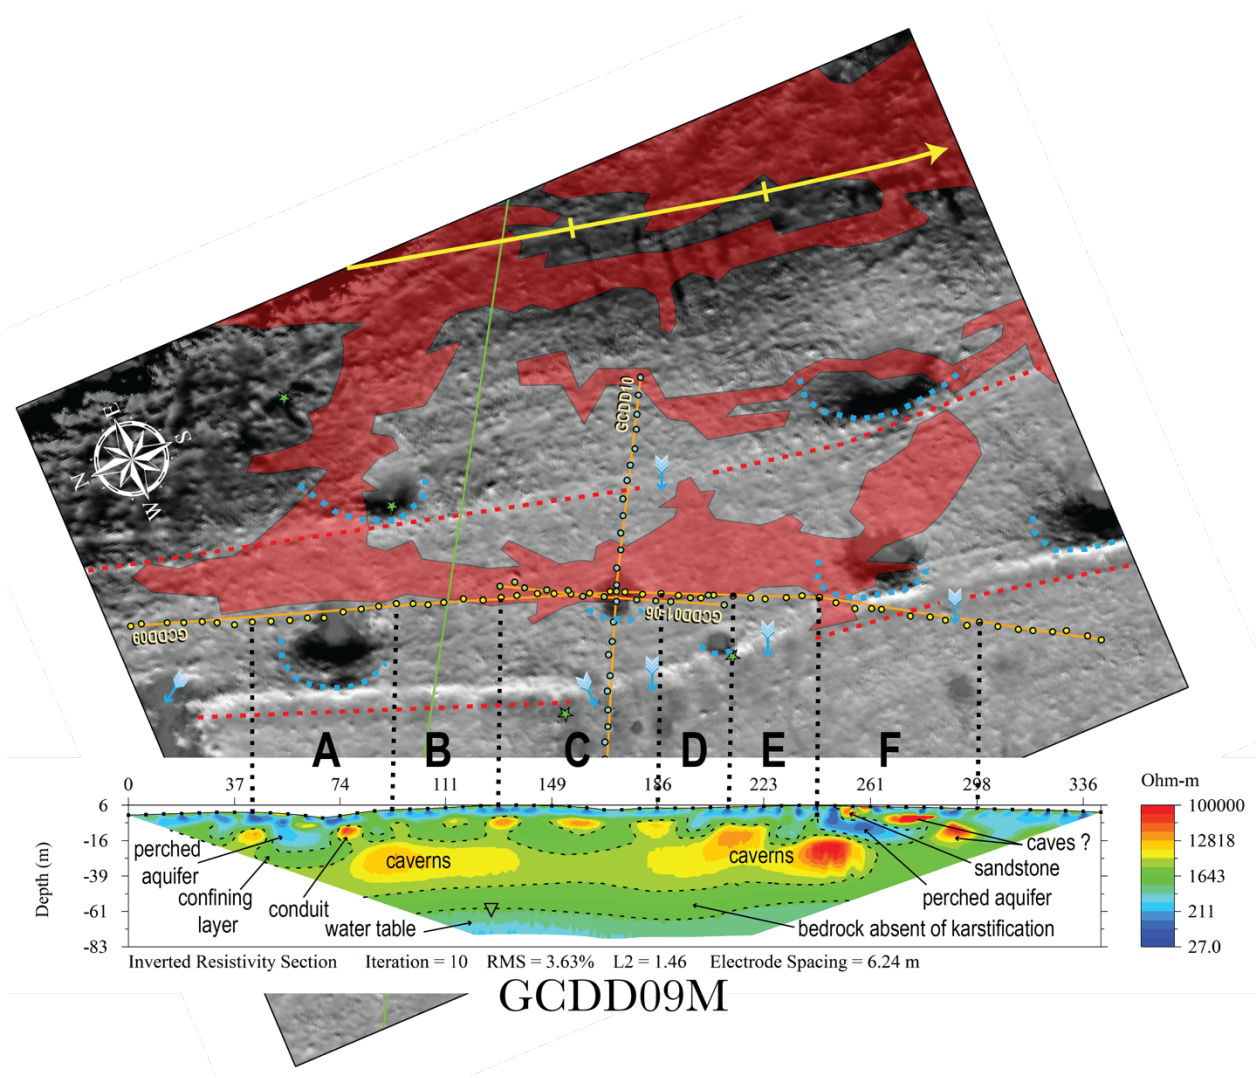 E
S
N
W
GCDD10
GCDD09
GCDD01-06
A B C D E F
0 37 74 111 149 186 223 261 298 336
Ohm-m
6
-16
-39
-61
-83
Depth (m)
100000
12818
1643
211
27.0
perched
aquifer
confining
layer
conduit
water table
caverns
caverns
caves ?
sandstone
perched aquifer
bedrock absent of karstification
Inverted Resistivity Section Iteration = 10 RMS = 3.63% L2 = 1.46 Electrode Spacing = 6.24 m
GCDD09M